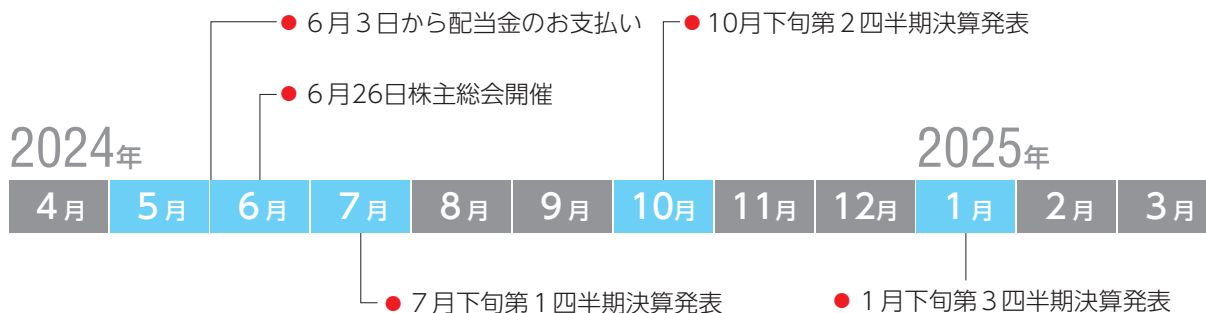 ●６月３日から配当金のお支払い
●10月下旬第２四半期決算発表
●６月26日株主総会開催
2024年
2025年
４月 ５月 ６月 ７月 ８月 ９月 10月 11月 12月 １月 ２月 ３月
●７月下旬第１四半期決算発表
●１月下旬第３四半期決算発表